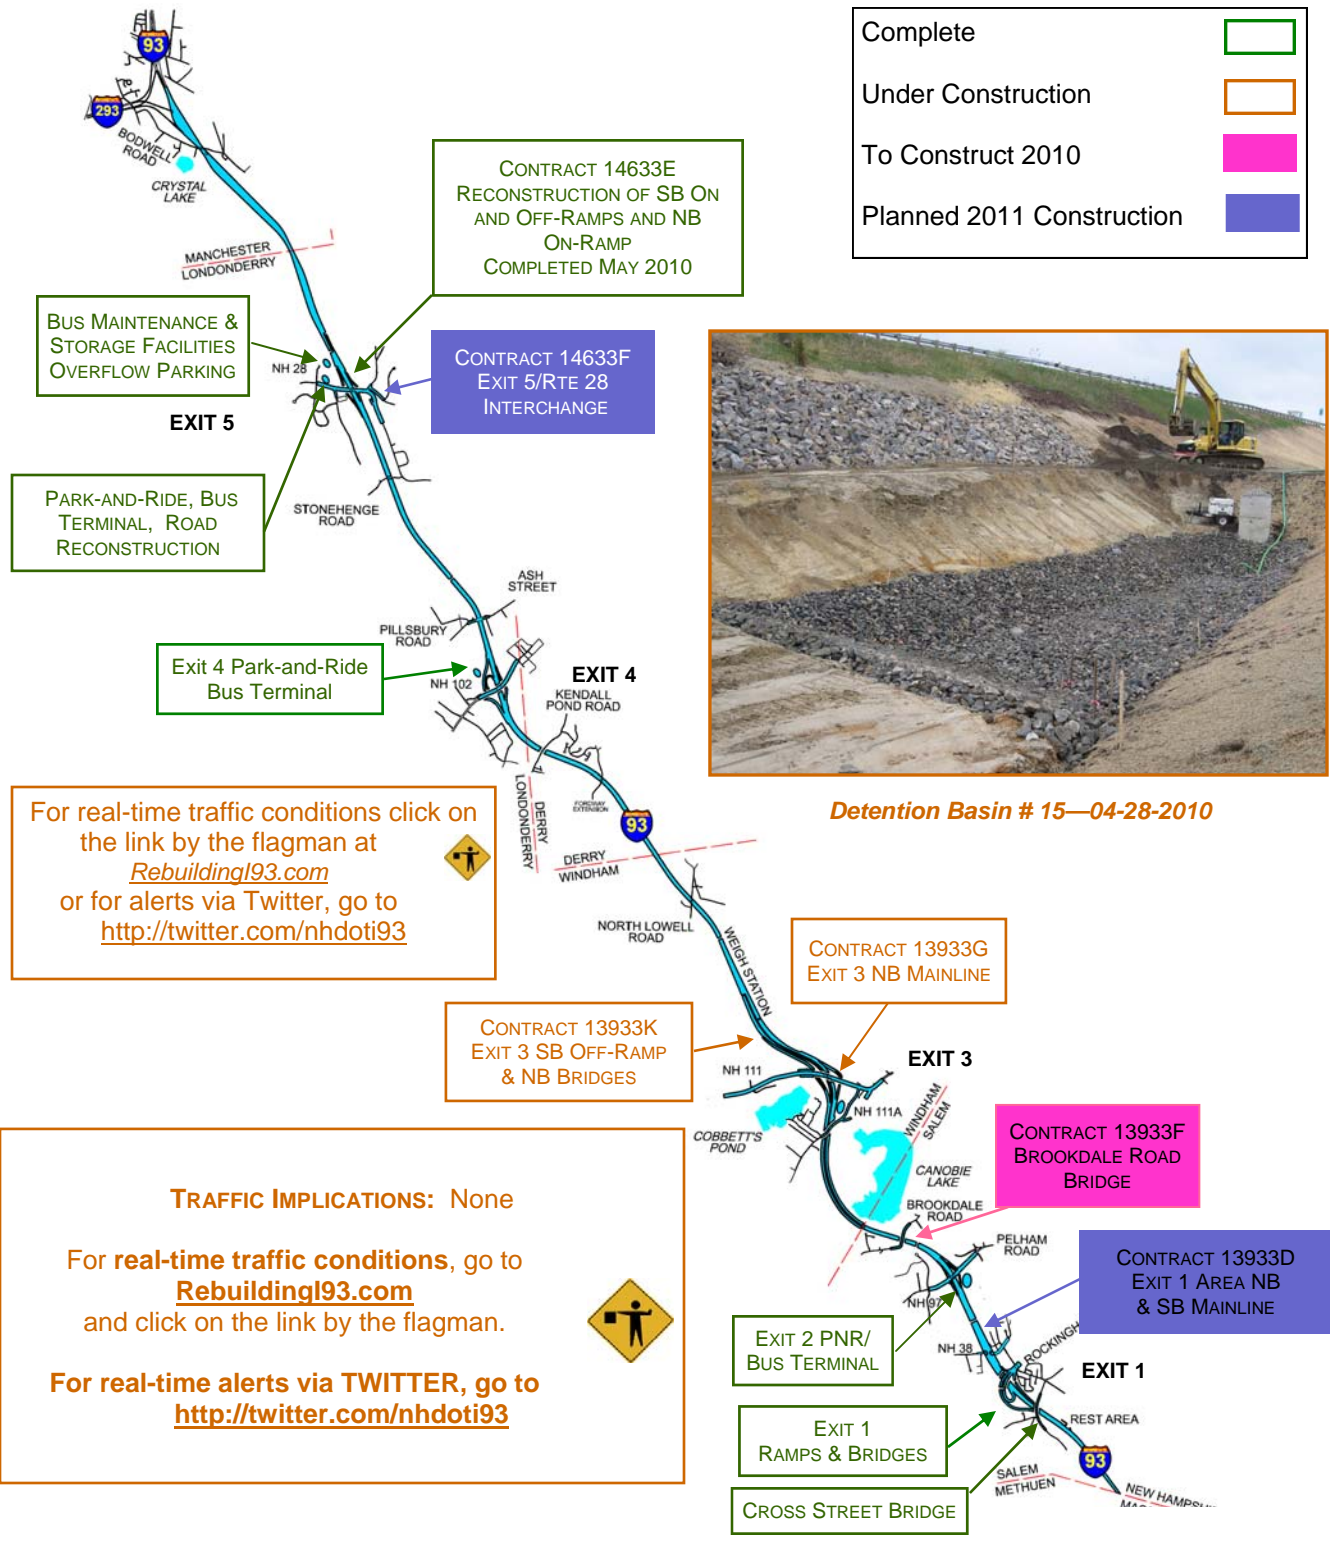 Complete
Under Construction
To Construct 2010
Planned 2011 Construction
93
293
BODWELL
ROAD
CRYSTAL
LAKE
MANCHESTER
LONDONDERRY
CONTRACT 14633E
RECONSTRUCTION OF SB ON
AND OFF-RAMPS AND NB
ON-RAMP
COMPLETED MAY 2010
BUS MAINTENANCE &
STORAGE FACILITIES
OVERFLOW PARKING
NH 28
CONTRACT 14633F
EXIT 5/RTE 28
INTERCHANGE
EXIT 5
PARK-AND-RIDE, BUS
TERMINAL, ROAD
RECONSTRUCTION
STONEHENGE
ROAD
ASH
STREET
PILLSBURY
ROAD
Exit 4 Park-and-Ride
Bus Terminal
NH 102
EXIT 4
KENDALL
POND ROAD
FORDWAY
EXTENSION
DERRY
LONDONDERRY
93
DERRY
WINDHAM
Detention Basin # 15—04-28-2010
For real-time traffic conditions click on
the link by the flagman at
RebuildingI93.com
or for alerts via Twitter, go to
http://twitter.com/nhdoti93
NORTH LOWELL
ROAD
WEIGH STATION
CONTRACT 13933G
EXIT 3 NB MAINLINE
CONTRACT 13933K
EXIT 3 SB OFF-RAMP
& NB BRIDGES
EXIT 3
NH 111
NH 111A
WINDHAM
SALEM
COBBETT'S
POND
CANOBIE
LAKE
CONTRACT 13933F
BROOKDALE ROAD
BRIDGE
BROOKDALE
ROAD
PELHAM
ROAD
NH 97
CONTRACT 13933D
EXIT 1 AREA NB
& SB MAINLINE
TRAFFIC IMPLICATIONS: None
For real-time traffic conditions, go to
RebuildingI93.com
and click on the link by the flagman.
For real-time alerts via TWITTER, go to
http://twitter.com/nhdoti93
EXIT 2 PNR/
BUS TERMINAL
NH 38
ROCKINGH
EXIT 1
EXIT 1
RAMPS & BRIDGES
REST AREA
93
SALEM
METHUEN
CROSS STREET BRIDGE
NEW HAMPSH